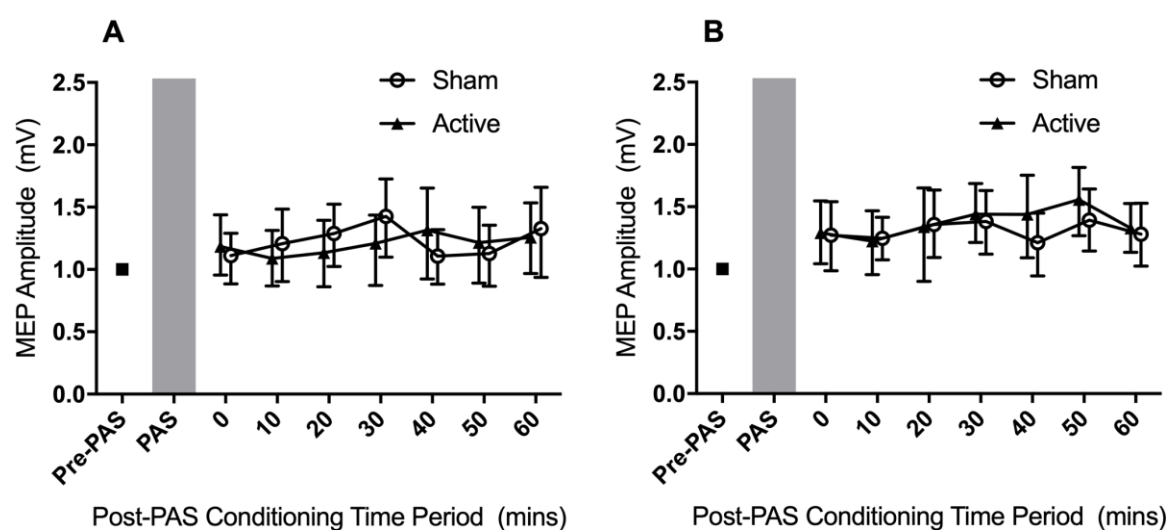 A
Sham
Active
MEP Amplitude (mV)
2.5
2.0
1.5
1.0
0.5
0.0
Pre-PAS
PAS
0
10
20
30
40
50
60
Post-PAS Conditioning Time Period (mins)
B
Sham
Active
MEP Amplitude (mV)
2.5
2.0
1.5
1.0
0.5
0.0
Pre-PAS
PAS
0
10
20
30
40
50
60
Post-PAS Conditioning Time Period (mins)